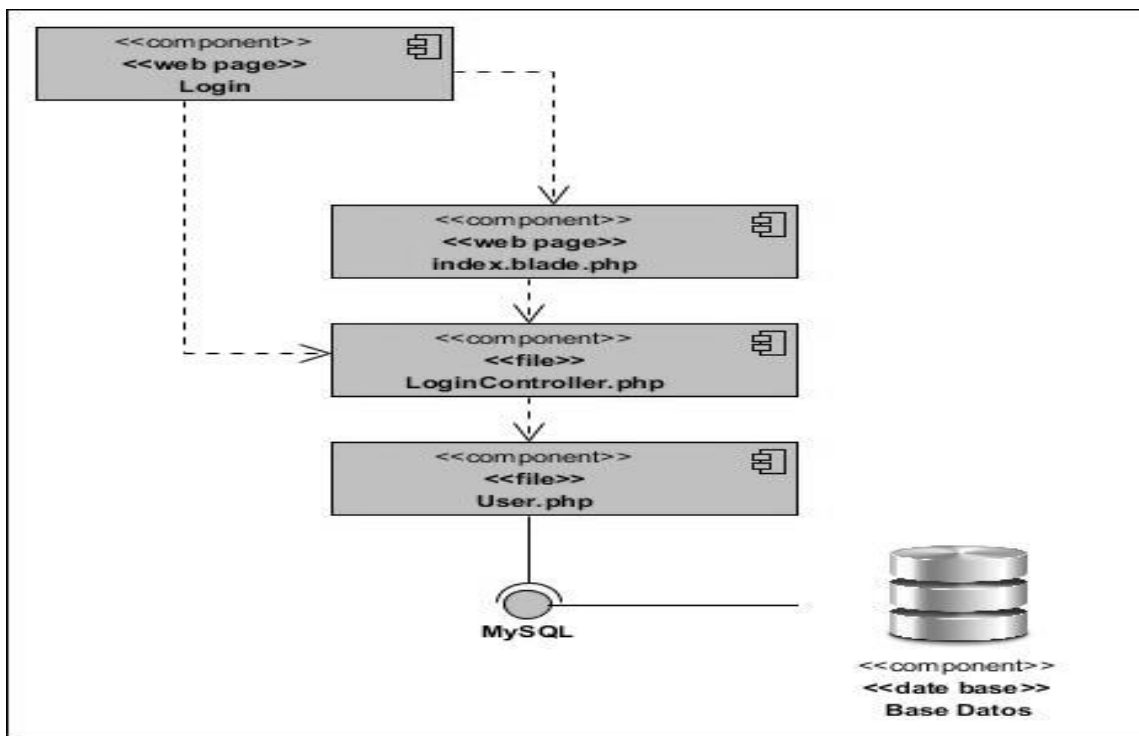 <<component>>
<<web page>>
Login
<<component>>
<<web page>>
index.blade.php
<<component>>
<<file>>
LoginController.php
<<component>>
<<file>>
User.php
MySQL
<<component>>
<<date base>>
Base Datos